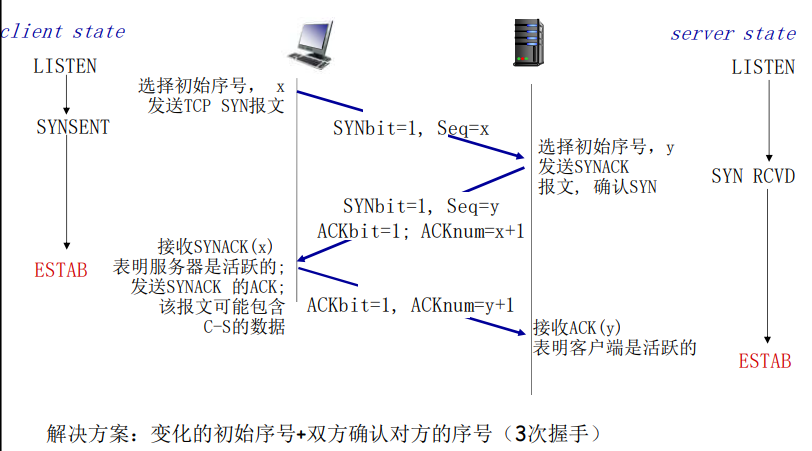 client state
server state
LISTEN
LISTEN
选择初始序号， x
发送TCP SYN报文
SYNSENT
SYNbit=1, Seq=x
选择初始序号，y
发送SYNACK
报文, 确认SYN
SYN RCVD
SYNbit=1, Seq=y
ACKbit=1; ACKnum=x+1
接收SYNACK(x)
表明服务器是活跃的;
发送SYNACK 的ACK;
该报文可能包含
C-S的数据
ESTAB
ACKbit=1, ACKnum=y+1
接收ACK(y)
表明客户端是活跃的
ESTAB
解决方案：变化的初始序号+双方确认对方的序号（3次握手）